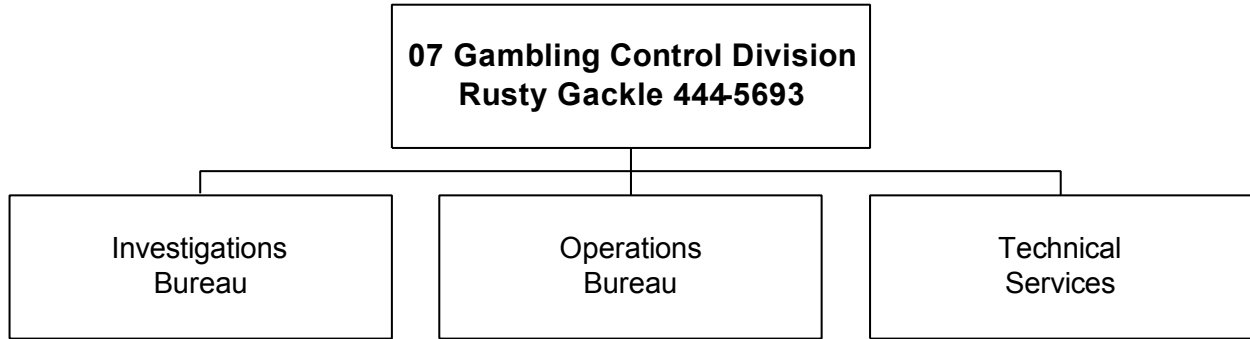 07 Gambling Control Division
Rusty Gackle 444-5693
Investigations
Bureau
Operations
Bureau
Technical
Services